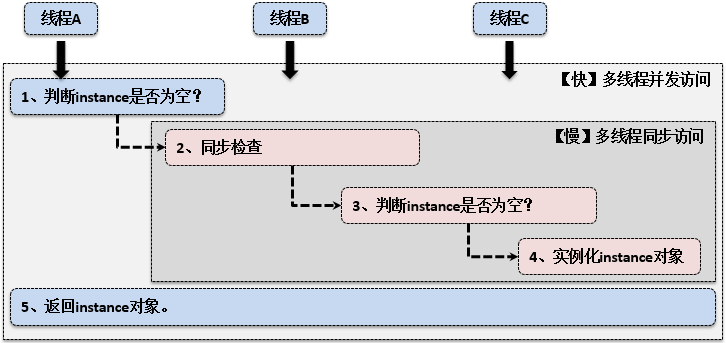 线程A
线程B
线程C
【快】多线程并发访问
1、判断instance是否为空？
【慢】多线程同步访问
2、同步检查
3、判断instance是否为空？
4、实例化instance对象
5、返回instance对象。